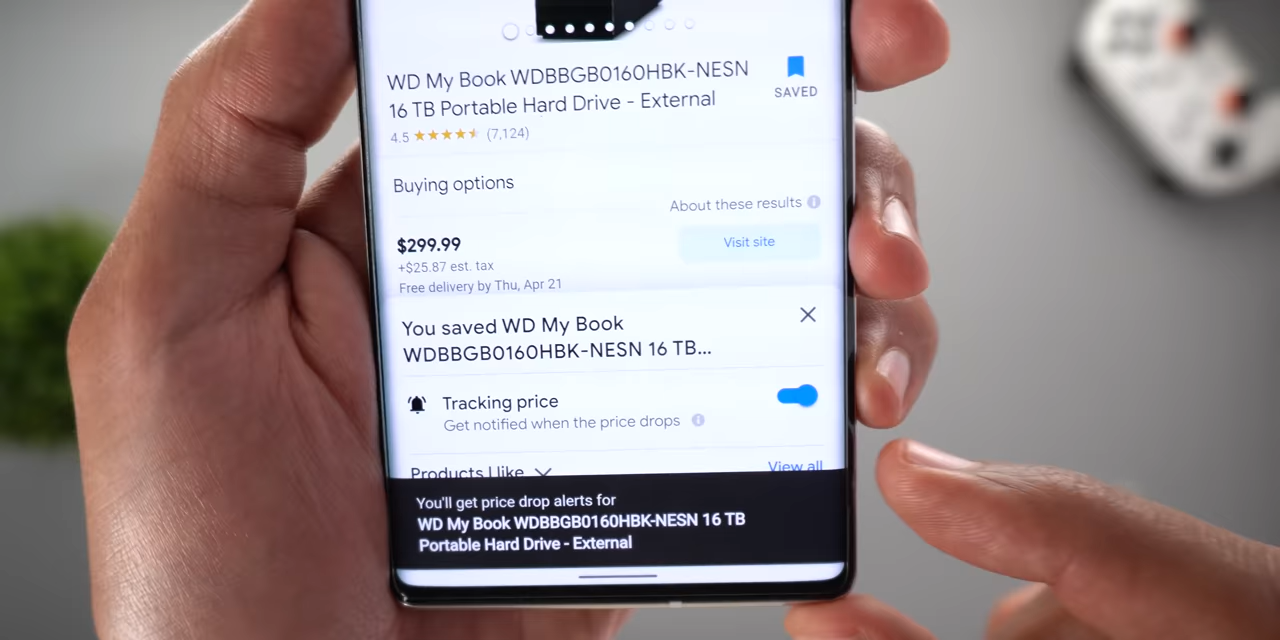 WD My Book WDBBGB0160HBK-NESN
16 TB Portable Hard Drive - External
SAVED
4.5 (7,124)
Buying options
About these results
$299.99
Visit site
+$25.87 est. tax
Free delivery by Thu, Apr 21
You saved WD My Book
WDBBGB0160HBK-NESN 16 TB...
Tracking price
Get notified when the price drops
Products I like
View all
You'll get price drop alerts for
WD My Book WDBBGB0160HBK-NESN 16 TB
Portable Hard Drive - External